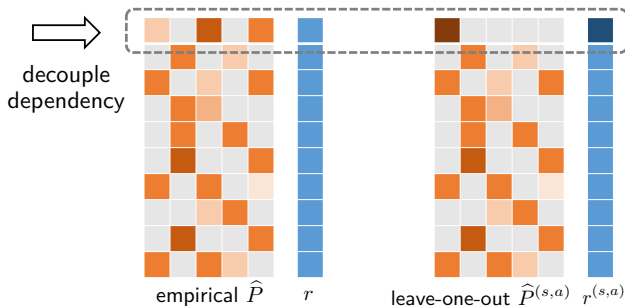 decouple
dependency
empirical $\widehat{P}$ $r$ leave-one-out $\widehat{P}^{(s,a)}$ $r^{(s,a)}$